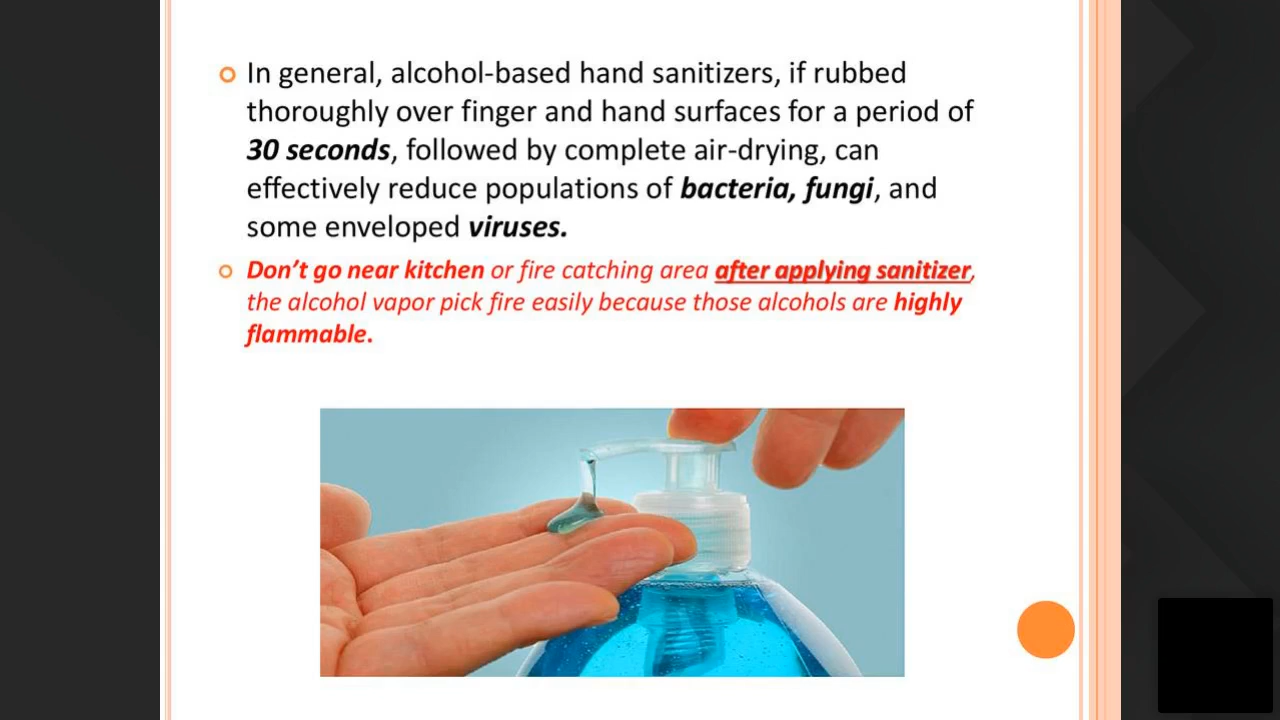 In general, alcohol-based hand sanitizers, if rubbed
thoroughly over finger and hand surfaces for a period of
30 seconds, followed by complete air-drying, can
effectively reduce populations of bacteria, fungi, and
some enveloped viruses.
Don’t go near kitchen or fire catching area after applying sanitizer,
the alcohol vapor pick fire easily because those alcohols are highly
flammable.